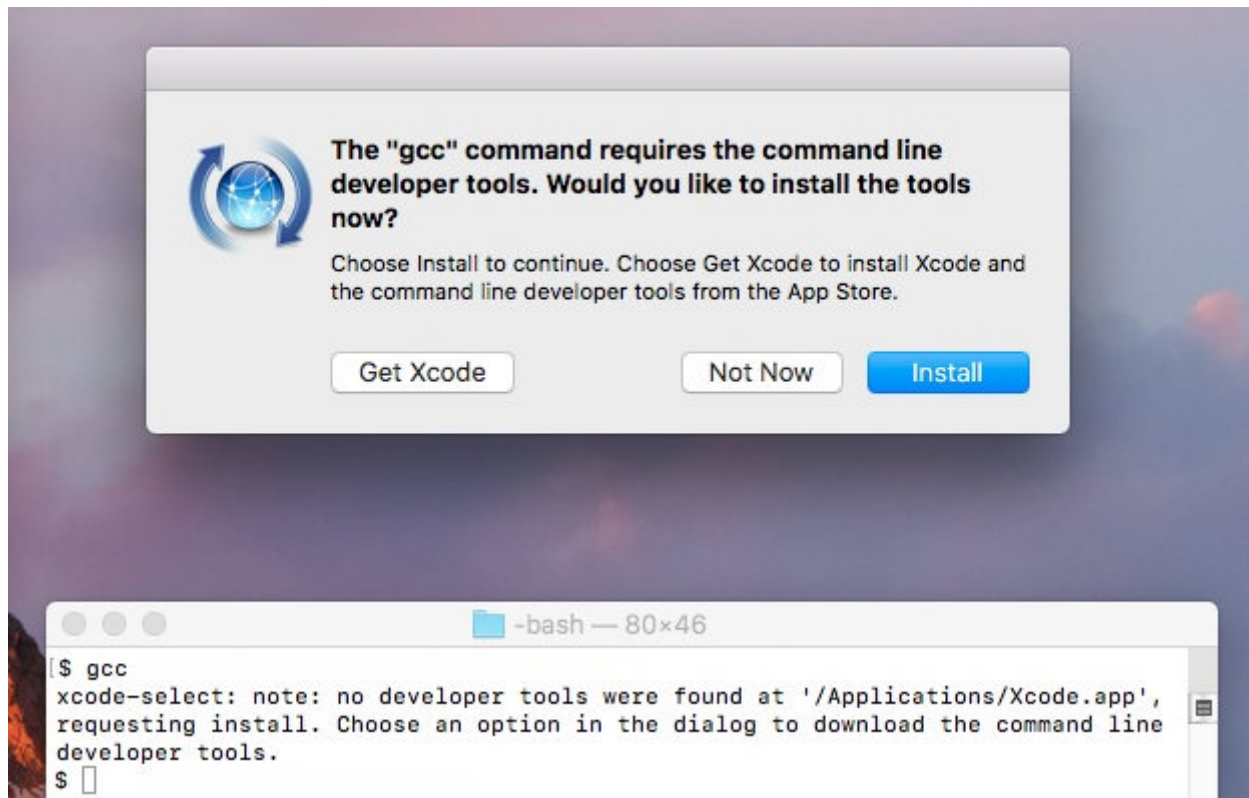 The "gcc" command requires the command line
developer tools. Would you like to install the tools
now?
Choose Install to continue. Choose Get Xcode to install Xcode and
the command line developer tools from the App Store.
Get Xcode Not Now Install
-bash — 80×46
[$ gcc
xcode-select: note: no developer tools were found at '/Applications/Xcode.app',
requesting install. Choose an option in the dialog to download the command line
developer tools.
$